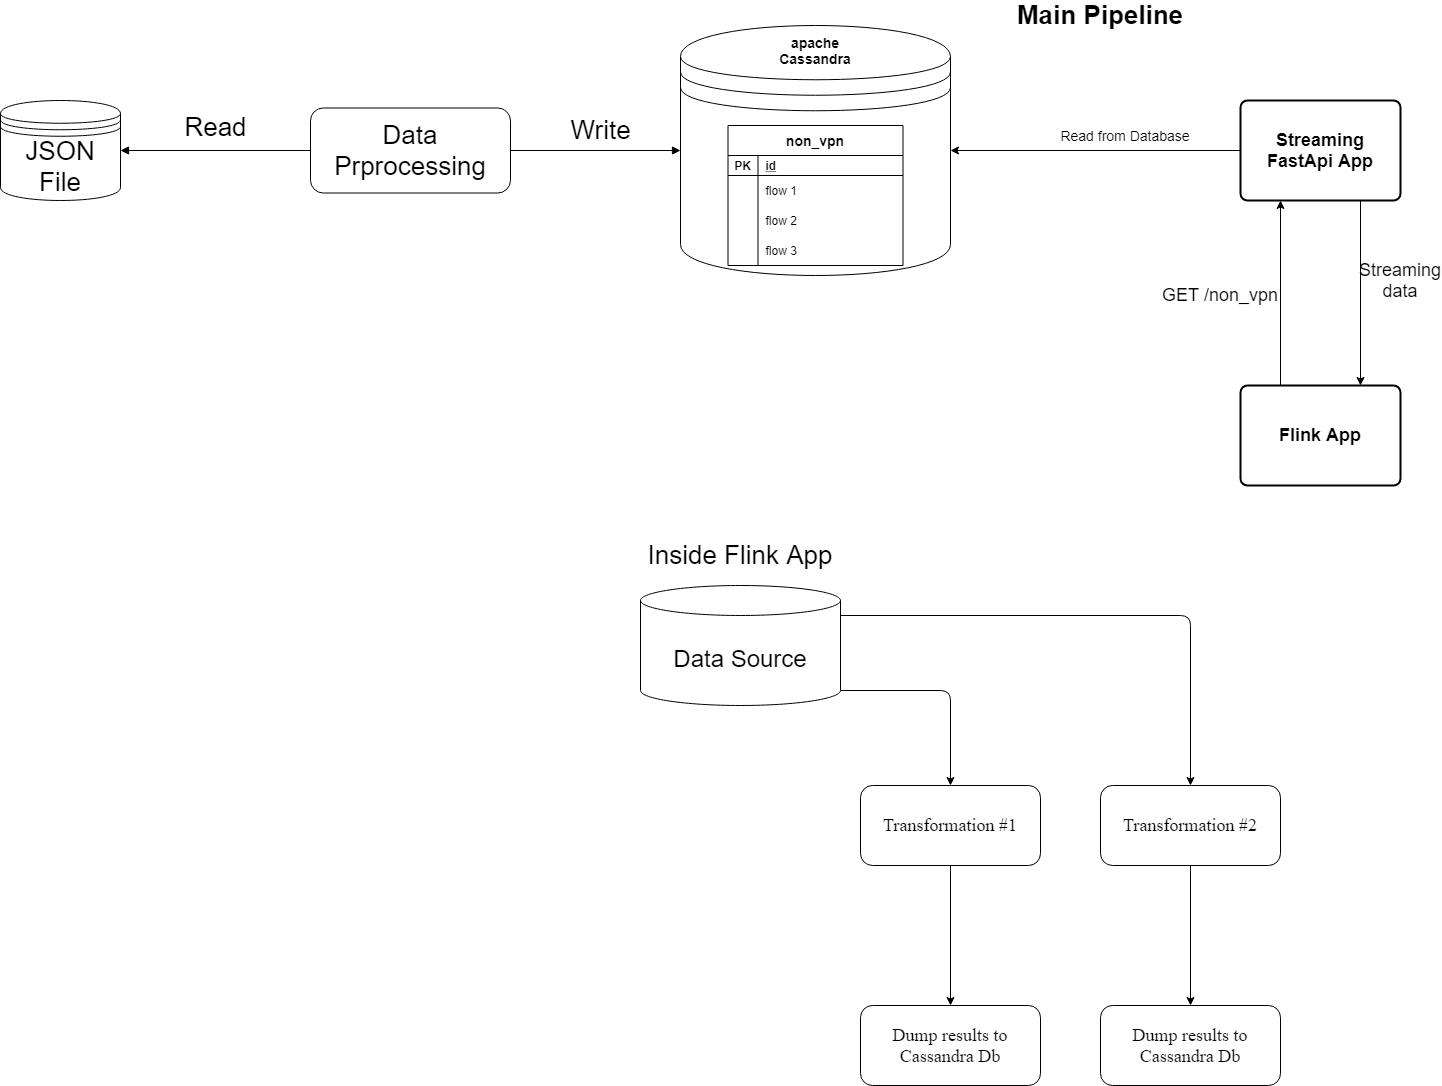 Main Pipeline
apache
Cassandra
JSON
File
Read
Data
Prprocessing
Write
non_vpn
PK id
flow 1
flow 2
flow 3
Read from Database
Streaming
FastApi App
GET /non_vpn
Streaming
data
Flink App
Inside Flink App
Data Source
Transformation #1
Transformation #2
Dump results to
Cassandra Db
Dump results to
Cassandra Db